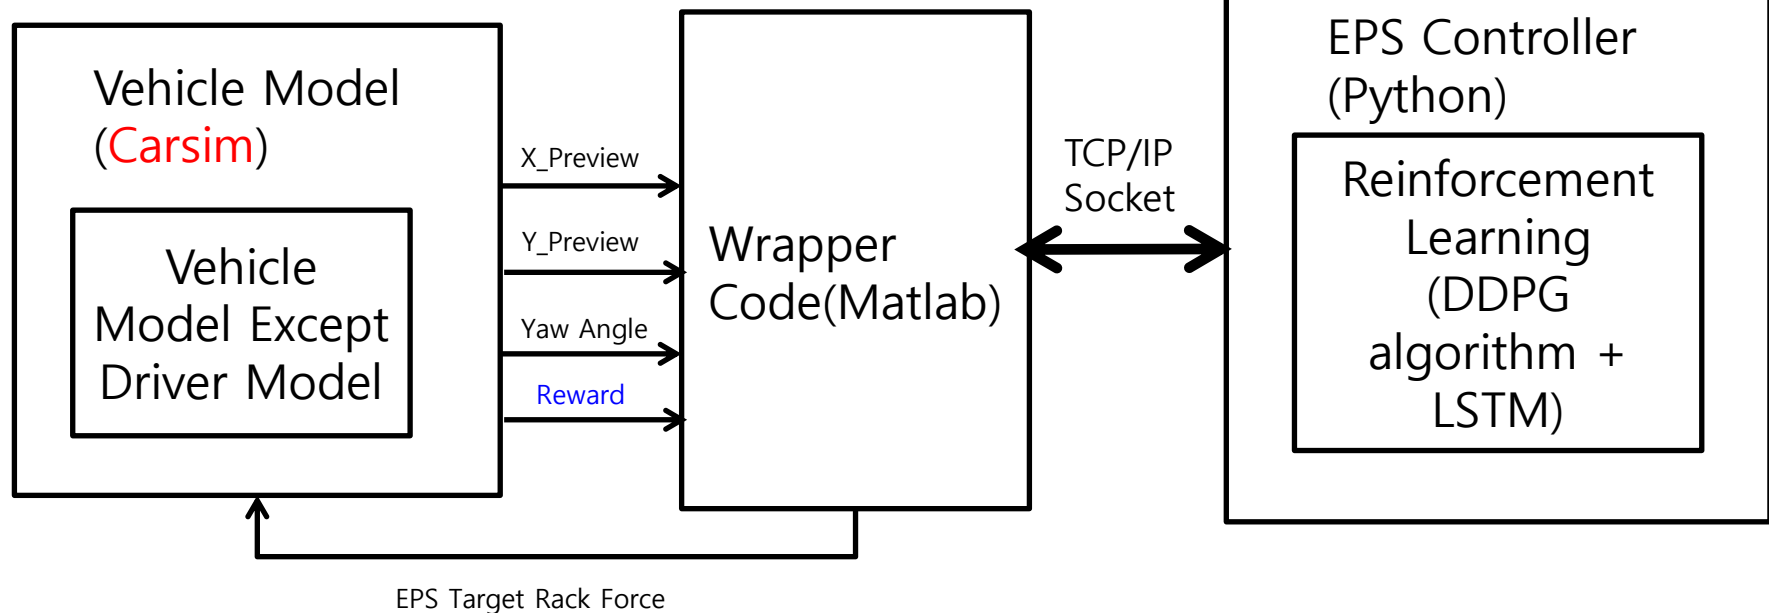 Vehicle Model
(Carsim)
Vehicle
Model Except
Driver Model
X_Preview
Y_Preview
Yaw Angle
Reward
Wrapper
Code(Matlab)
TCP/IP
Socket
EPS Controller
(Python)
Reinforcement
Learning
(DDPG
algorithm +
LSTM)
EPS Target Rack Force